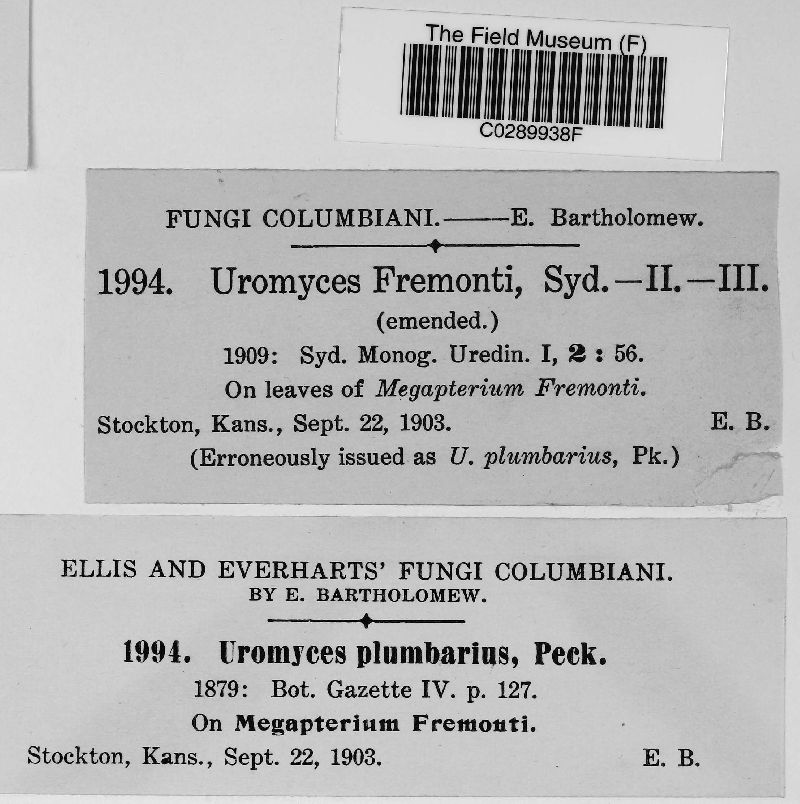 The Field Museum (F)
C0289938F
FUNGI COLUMBIANI.——E. Bartholomew.
1994. Uromyces Fremonti, Syd.—II.—III.
(emended.)
1909: Syd. Monog. Uredin. I, 2 : 56.
On leaves of Megapterium Fremonti.
Stockton, Kans., Sept. 22, 1903. E. B.
(Erroneously issued as U. plumbarius, Pk.)
ELLIS AND EVERHARTS' FUNGI COLUMBIANI.
BY E. BARTHOLOMEW.
1994. Uromyces plumbarius, Peck.
1879: Bot. Gazette IV. p. 127.
On Megapterium Fremonti.
Stockton, Kans., Sept. 22, 1903. E. B.